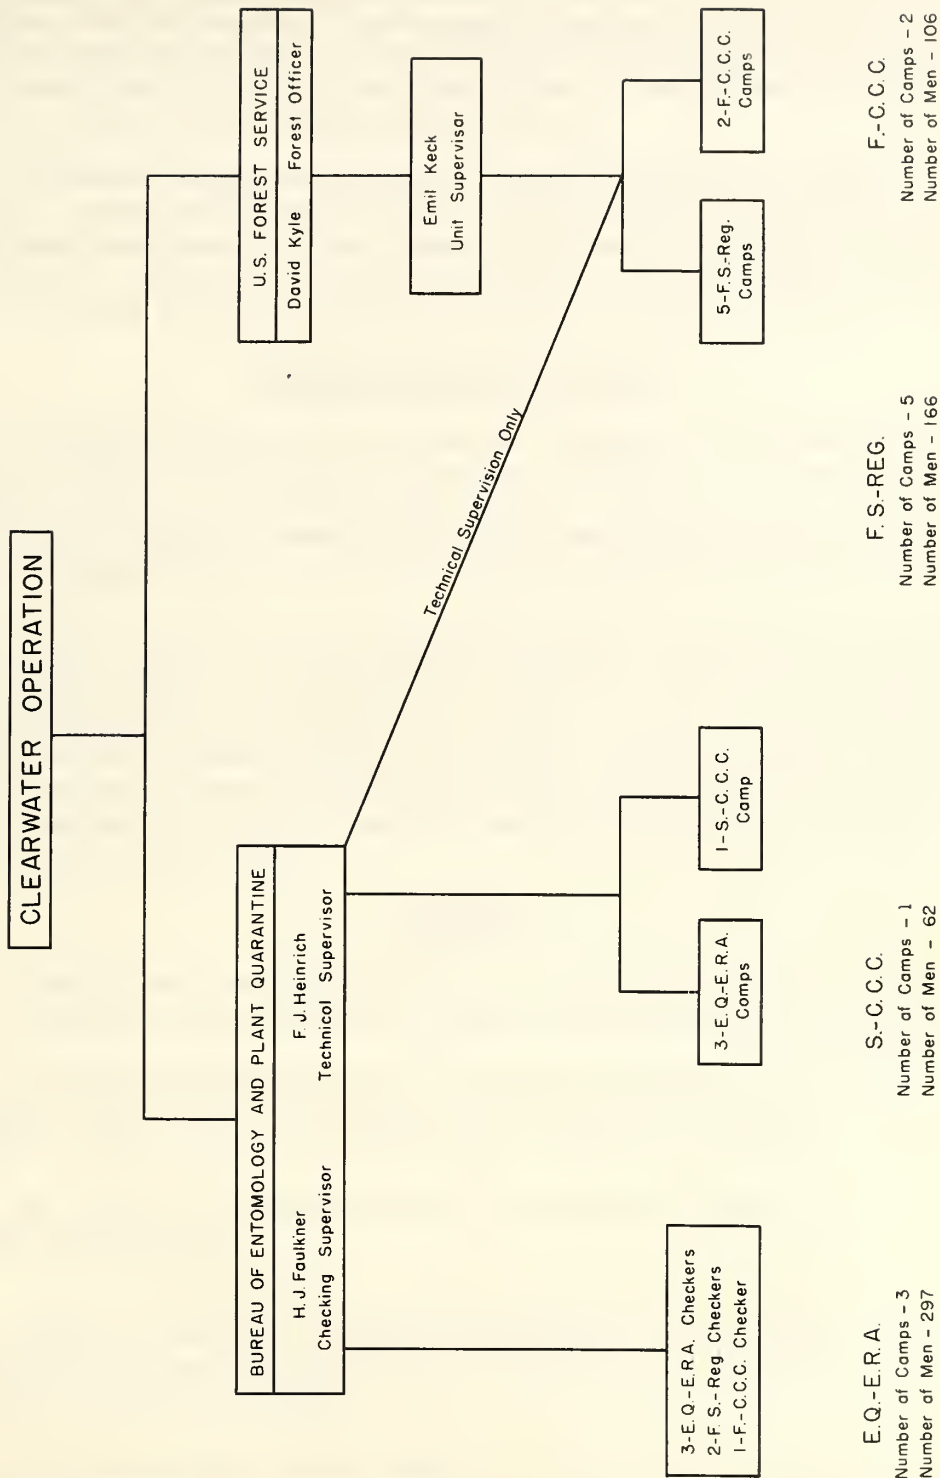 CLEARWATER OPERATION
BUREAU OF ENTOMOLOGY AND PLANT QUARANTINE
H. J. Faulkner
Checking Supervisor
F. J. Heinrich
Technicol Supervisor
U.S. FOREST SERVICE
David Kyle Forest Officer
Emil Keck
Unit Supervisor
Technical Supervision Only
3-E. Q.-E.R.A. Checkers
2-F. S.-Reg. Checkers
1-F.-C.C.C. Checker
3-E. Q.-E. R.A.
Comps
1-S.-C. C. C.
Camp
5-F. S.-Reg.
Camps
2-F.-C. C. C.
Camps
E.Q.-E.R.A.
Number of Camps - 3
Number of Men - 297
S.-C. C. C.
Number of Camps - 1
Number of Men - 62
F. S.-REG.
Number of Camps - 5
Number of Men - 166
F.-C. C. C.
Number of Camps - 2
Number of Men - 106